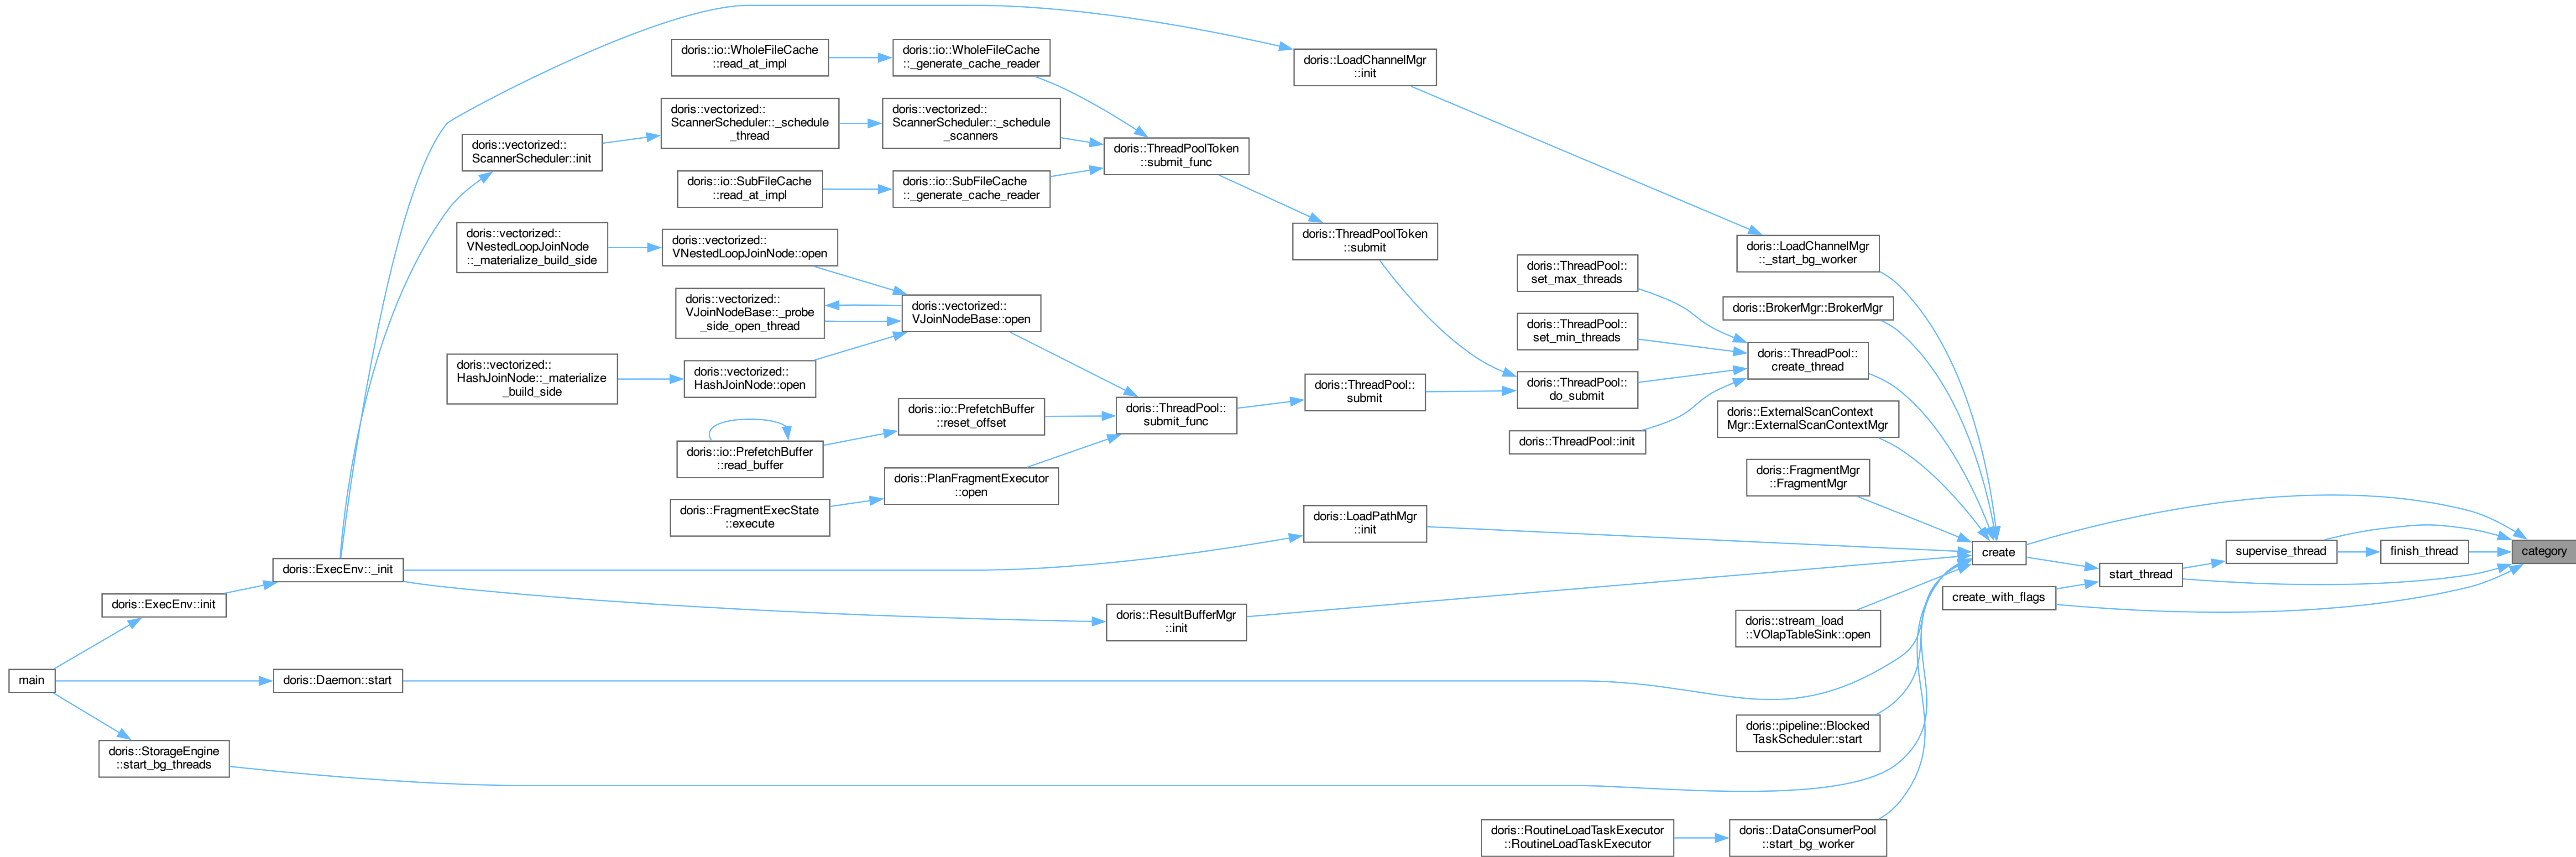 doris::io::WholeFileCache
::read_at_impl
doris::io::WholeFileCache
::_generate_cache_reader
doris::LoadChannelMgr
::init
doris::vectorized::
ScannerScheduler::_schedule
_thread
doris::vectorized::
ScannerScheduler::_schedule
_scanners
doris::vectorized::
ScannerScheduler::init
doris::ThreadPoolToken
::submit_func
doris::io::SubFileCache
::read_at_impl
doris::io::SubFileCache
::_generate_cache_reader
doris::vectorized::
VNestedLoopJoinNode
::_materialize_build_side
doris::vectorized::
VNestedLoopJoinNode::open
doris::ThreadPoolToken
::submit
doris::LoadChannelMgr
::_start_bg_worker
doris::ThreadPool::
set_max_threads
doris::vectorized::
VJoinNodeBase::_probe
_side_open_thread
doris::vectorized::
VJoinNodeBase::open
doris::BrokerMgr::BrokerMgr
doris::ThreadPool::
set_min_threads
doris::ThreadPool::
create_thread
doris::vectorized::
HashJoinNode::_materialize
_build_side
doris::vectorized::
HashJoinNode::open
doris::ThreadPool::
submit
doris::ThreadPool::
do_submit
doris::io::PrefetchBuffer
::reset_offset
doris::ThreadPool::
submit_func
doris::ExternalScanContext
Mgr::ExternalScanContextMgr
doris::ThreadPool::init
doris::io::PrefetchBuffer
::read_buffer
doris::PlanFragmentExecutor
::open
doris::FragmentMgr
::FragmentMgr
doris::FragmentExecState
::execute
doris::LoadPathMgr
::init
create
supervise_thread
finish_thread
category
doris::ExecEnv::_init
start_thread
doris::ExecEnv::init
create_with_flags
doris::ResultBufferMgr
::init
doris::stream_load
::VOlapTableSink::open
main
doris::Daemon::start
doris::pipeline::Blocked
TaskScheduler::start
doris::StorageEngine
::start_bg_threads
doris::RoutineLoadTaskExecutor
::RoutineLoadTaskExecutor
doris::DataConsumerPool
::start_bg_worker